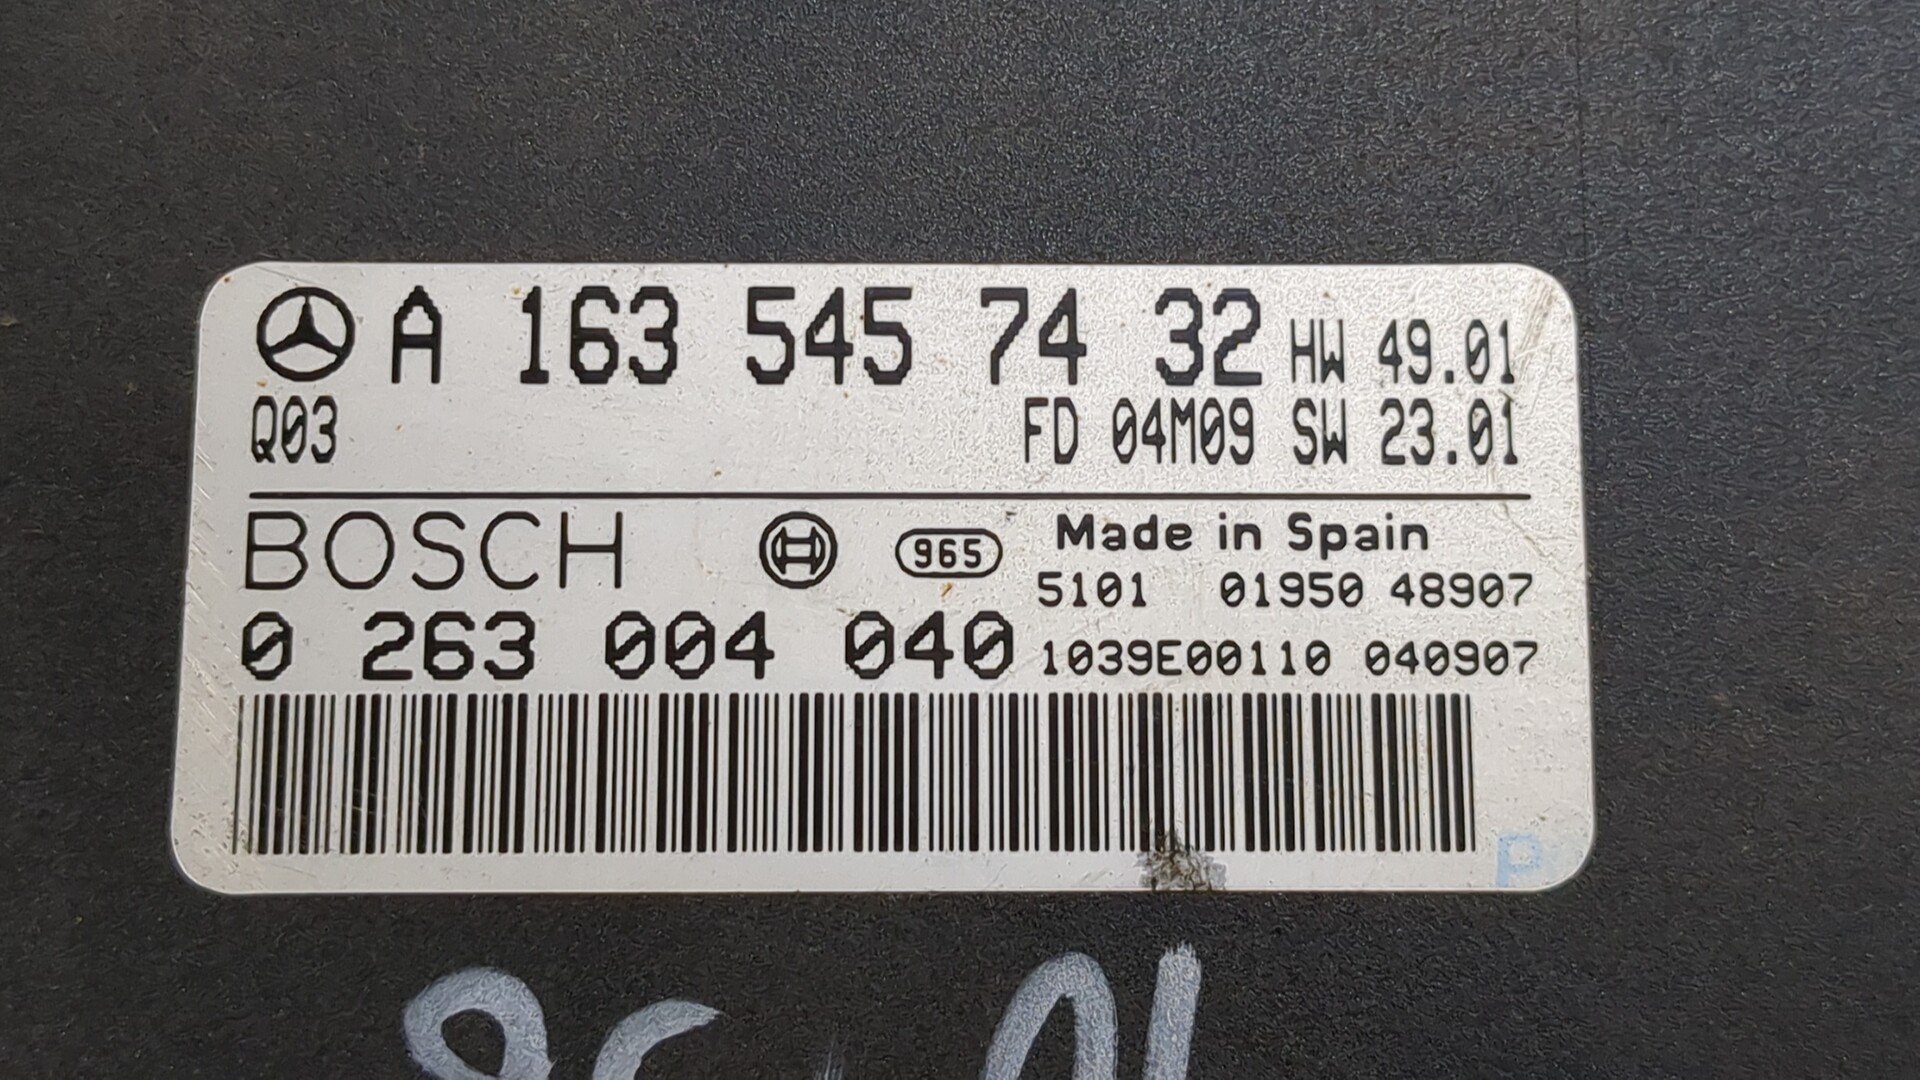 A 163 545 74 32 HW 49.01
Q03 FD 04M09 SW 23.01
BOSCH 965 Made in Spain
5101 01950 48907
0 263 004 040 1039E00110 040907
P